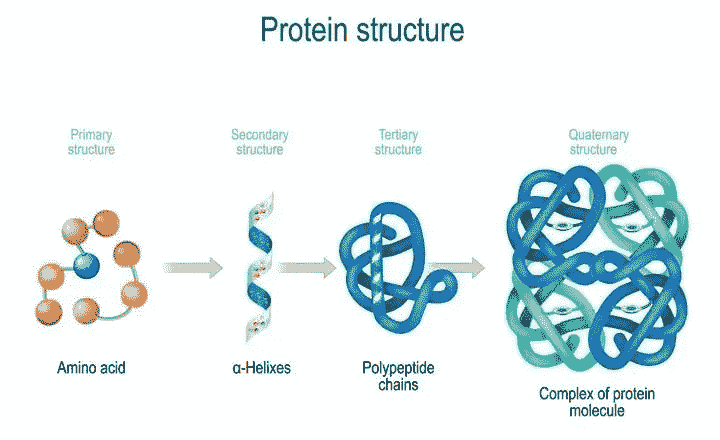 Protein structure
Primary
structure
Secondary
structure
Tertiary
structure
Quaternary
structure
Amino acid
α-Helixes
Polypeptide
chains
Complex of protein
molecule